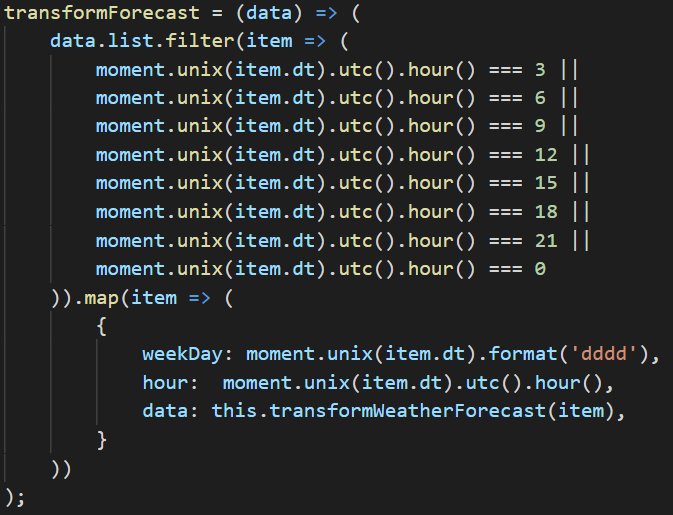 transformForecast = (data) => (
    data.list.filter(item => (
        moment.unix(item.dt).utc().hour() === 3 ||
        moment.unix(item.dt).utc().hour() === 6 ||
        moment.unix(item.dt).utc().hour() === 9 ||
        moment.unix(item.dt).utc().hour() === 12 ||
        moment.unix(item.dt).utc().hour() === 15 ||
        moment.unix(item.dt).utc().hour() === 18 ||
        moment.unix(item.dt).utc().hour() === 21 ||
        moment.unix(item.dt).utc().hour() === 0
    )).map(item => (
        {
            weekDay: moment.unix(item.dt).format('dddd'),
            hour:  moment.unix(item.dt).utc().hour(),
            data: this.transformWeatherForecast(item),
        }
    ))
);